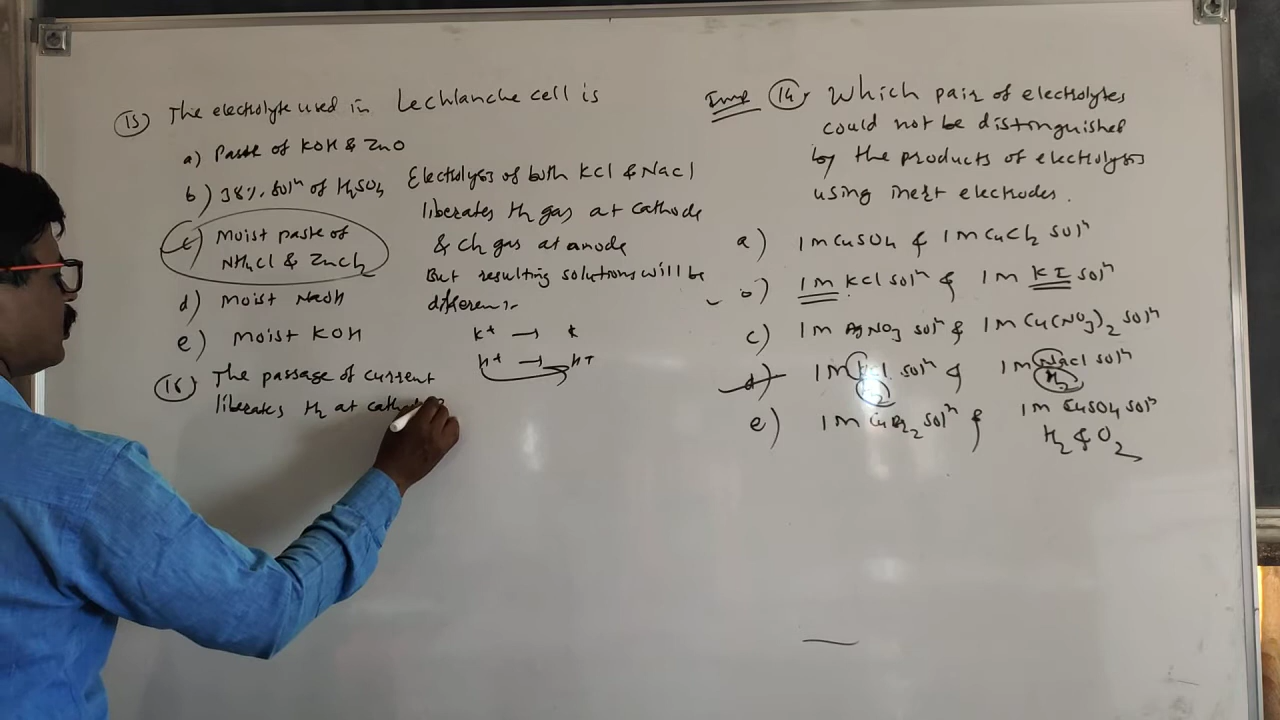 15) The electrolyte used in Lechlanche cell is
a) Paste of KOH & ZnO
b) 38% Solⁿ of H₂SO₄
c) Moist paste of
NH₄Cl & ZnCl₂
d) Moist NaOH
e) Moist KOH
16) The passage of current
liberates H₂ at
Electrolysis of both KCl & NaCl
liberates H₂ gas at cathode
& Cl₂ gas at anode
But resulting solutions will be
different.
K⁺ → K
H⁺ →
Imp 14) Which pair of electrolytes
could not be distinguished
by the products of electrolysis
using inert electrodes.
a) 1M CuSO₄ & 1M CuCl₂ solⁿ
b) 1M KCl solⁿ & 1M KI solⁿ
c) 1M AgNO₃ solⁿ & 1M Cu(NO₃)₂ solⁿ
d) 1M KCl solⁿ & 1M NaCl solⁿ
H₂ H₂
e) 1M CuBr₂ solⁿ & 1M CuSO₄ solⁿ
H₂ & O₂